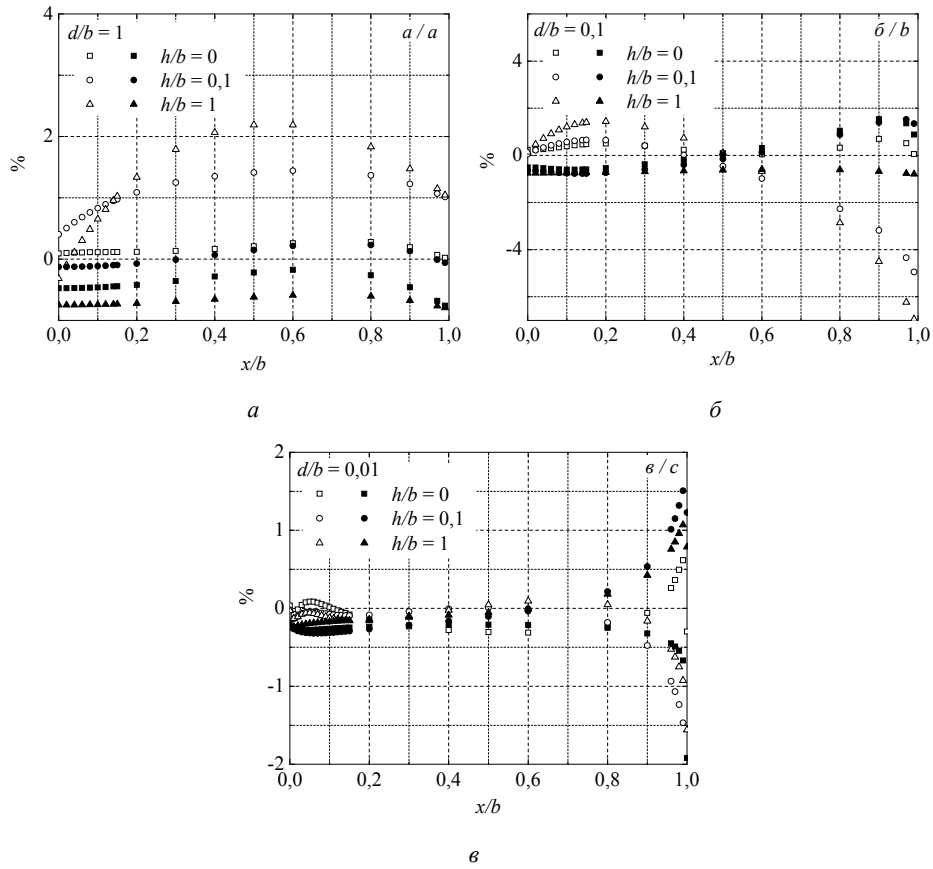 d/b = 1
a / a
h/b = 0
h/b = 0,1
h/b = 1
%
4
2
0
0,0 0,2 0,4 0,6 0,8 1,0
x/b
а
d/b = 0,1
б / b
h/b = 0
h/b = 0,1
h/b = 1
%
4
0
-4
0,0 0,2 0,4 0,6 0,8 1,0
x/b
б
d/b = 0,01
в / c
h/b = 0
h/b = 0,1
h/b = 1
%
2
1
0
-1
-2
0,0 0,2 0,4 0,6 0,8 1,0
x/b
в